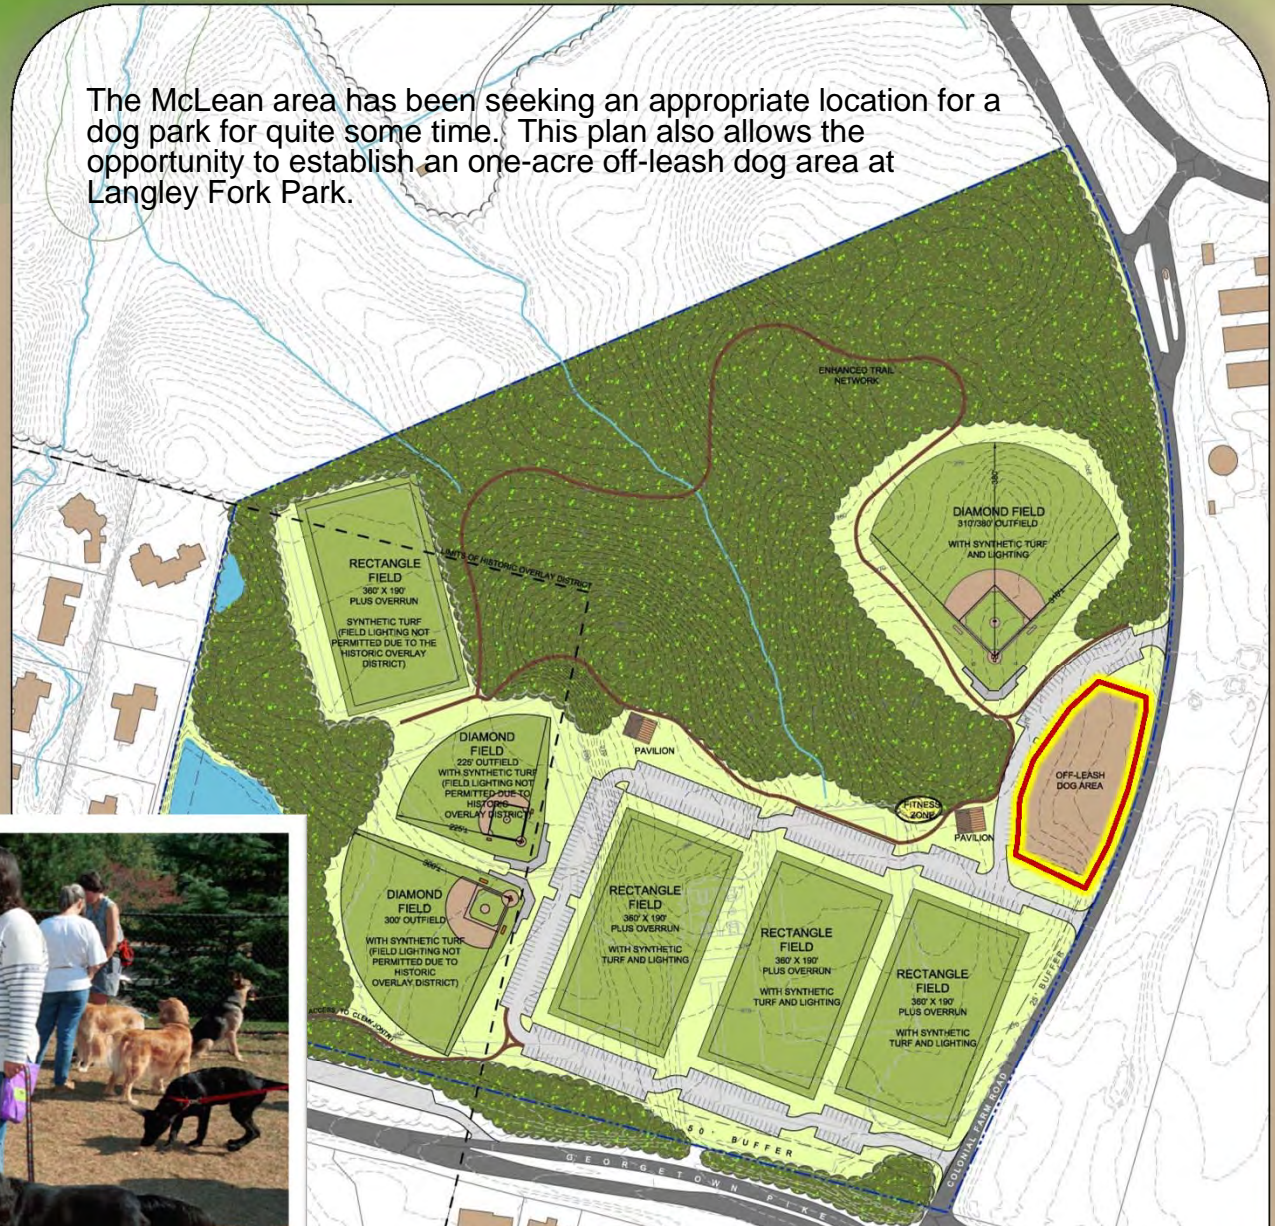 The McLean area has been seeking an appropriate location for a
dog park for quite some time.  This plan also allows the
opportunity to establish an one-acre off-leash dog area at
Langley Fork Park.
ENHANCED TRAIL
NETWORK
DIAMOND FIELD
310'/380' OUTFIELD
WITH SYNTHETIC TURF
AND LIGHTING
380'
310'±
LIMITS OF HISTORIC OVERLAY DISTRICT
RECTANGLE
FIELD
360' X 190'
PLUS OVERRUN
SYNTHETIC TURF
(FIELD LIGHTING NOT
PERMITTED DUE TO THE
HISTORIC OVERLAY
DISTRICT)
DIAMOND
FIELD
225' OUTFIELD
WITH SYNTHETIC TURF
(FIELD LIGHTING NOT
PERMITTED DUE TO
HISTORIC
OVERLAY DISTRICT)
225'±
PAVILION
OFF-LEASH
DOG AREA
FITNESS
ZONE
PAVILION
300'±
DIAMOND
FIELD
300' OUTFIELD
WITH SYNTHETIC TURF
(FIELD LIGHTING NOT
PERMITTED DUE TO
HISTORIC
OVERLAY DISTRICT)
RECTANGLE
FIELD
360' X 190'
PLUS OVERRUN
WITH SYNTHETIC
TURF AND LIGHTING
RECTANGLE
FIELD
360' X 190'
PLUS OVERRUN
WITH SYNTHETIC
TURF AND LIGHTING
RECTANGLE
FIELD
360' X 190'
PLUS OVERRUN
WITH SYNTHETIC
TURF AND LIGHTING
25' BUFFER
ACCESS TO CLEMYJONTRI
50' BUFFER
GEORGETOWN PIKE
COLONIAL FARM ROAD